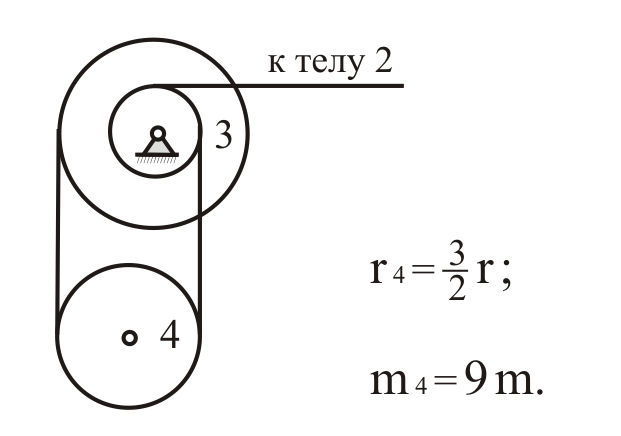 к телу 2
3
r₄ = 3/2 r;
4
m₄ = 9 m.